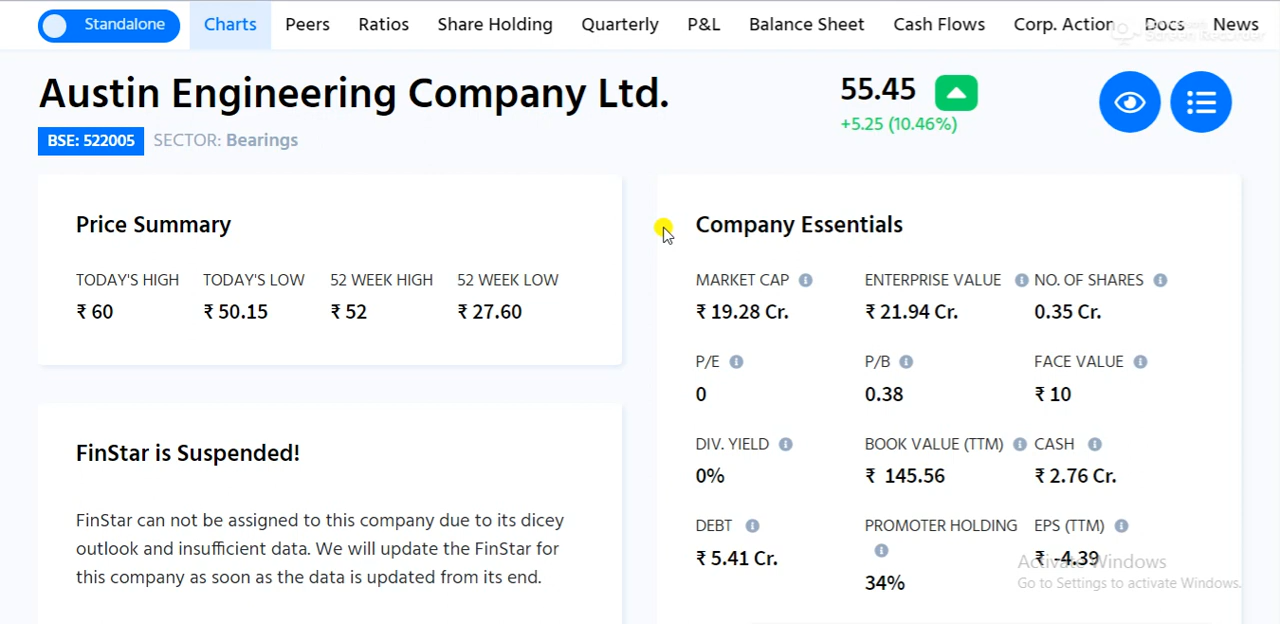 Standalone Charts Peers Ratios Share Holding Quarterly P&L Balance Sheet Cash Flows Corp. Action Docs News
Screen Recorder
Austin Engineering Company Ltd.
55.45
+5.25 (10.46%)
BSE: 522005 SECTOR: Bearings
Price Summary
TODAY'S HIGH TODAY'S LOW 52 WEEK HIGH 52 WEEK LOW
₹ 60 ₹ 50.15 ₹ 52 ₹ 27.60
FinStar is Suspended!
FinStar can not be assigned to this company due to its dicey
outlook and insufficient data. We will update the FinStar for
this company as soon as the data is updated from its end.
Company Essentials
MARKET CAP ENTERPRISE VALUE NO. OF SHARES
₹ 19.28 Cr. ₹ 21.94 Cr. 0.35 Cr.
P/E P/B FACE VALUE
0 0.38 ₹ 10
DIV. YIELD BOOK VALUE (TTM) CASH
0% ₹ 145.56 ₹ 2.76 Cr.
DEBT PROMOTER HOLDING EPS (TTM)
₹ 5.41 Cr. 34% ₹ -4.39
Activate Windows
Go to Settings to activate Windows.